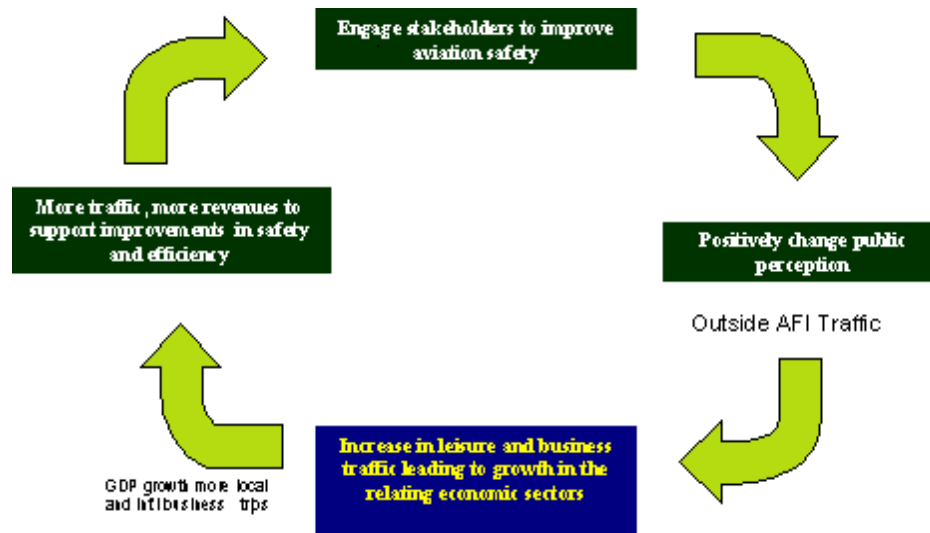 Engage stakeholders to improve
aviation safety
Positively change public
perception
Outside AFI Traffic
Increase in leisure and business
traffic leading to growth in the
relating economic sectors
GDP growth more local
and int'l business trips
More traffic, more revenues to
support improvements in safety
and efficiency